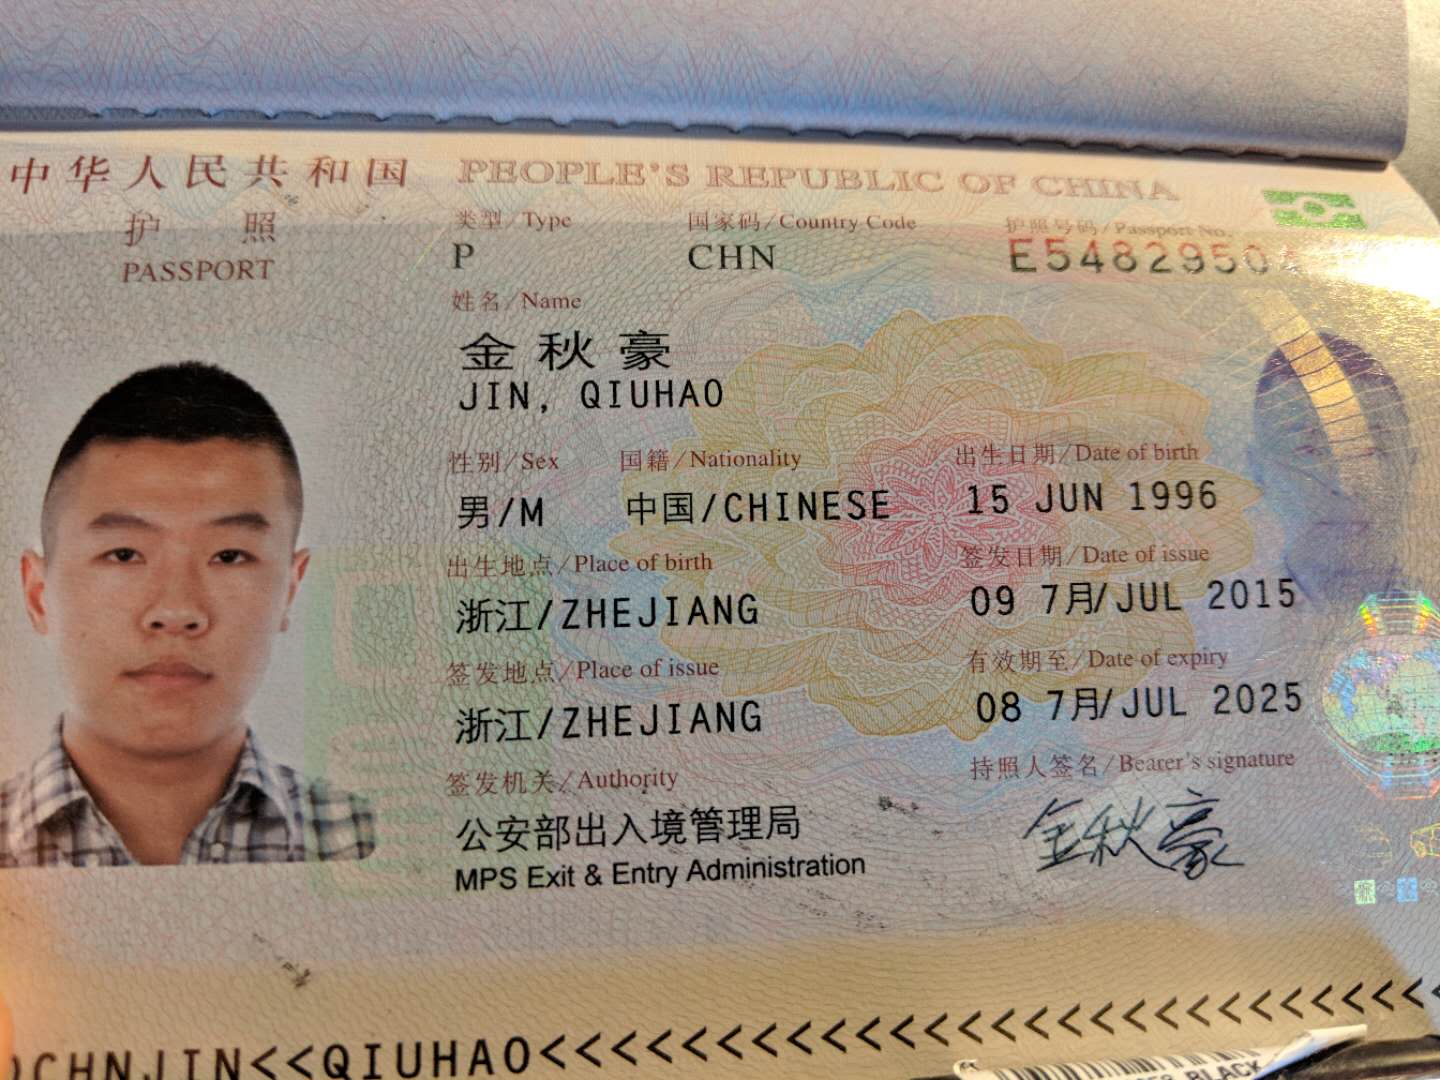 中华人民共和国 PEOPLE'S REPUBLIC OF CHINA
护照
PASSPORT
类型/Type 国家码/Country Code 护照号码/Passport No.
P CHN
姓名/Name
金秋豪
JIN, QIUHAO
性别/Sex 国籍/Nationality 出生日期/Date of birth
男/M 中国/CHINESE 15 JUN 1996
出生地点/Place of birth 签发日期/Date of issue
浙江/ZHEJIANG 09 7月/JUL 2015
签发地点/Place of issue 有效期至/Date of expiry
浙江/ZHEJIANG 08 7月/JUL 2025
签发机关/Authority 持照人签名/Bearer's signature
公安部出入境管理局 金秋豪
MPS Exit & Entry Administration
CHNJIN<<QIUHAO<<<<<<<<<<<<<<<<<<<<<<<<
BLACK